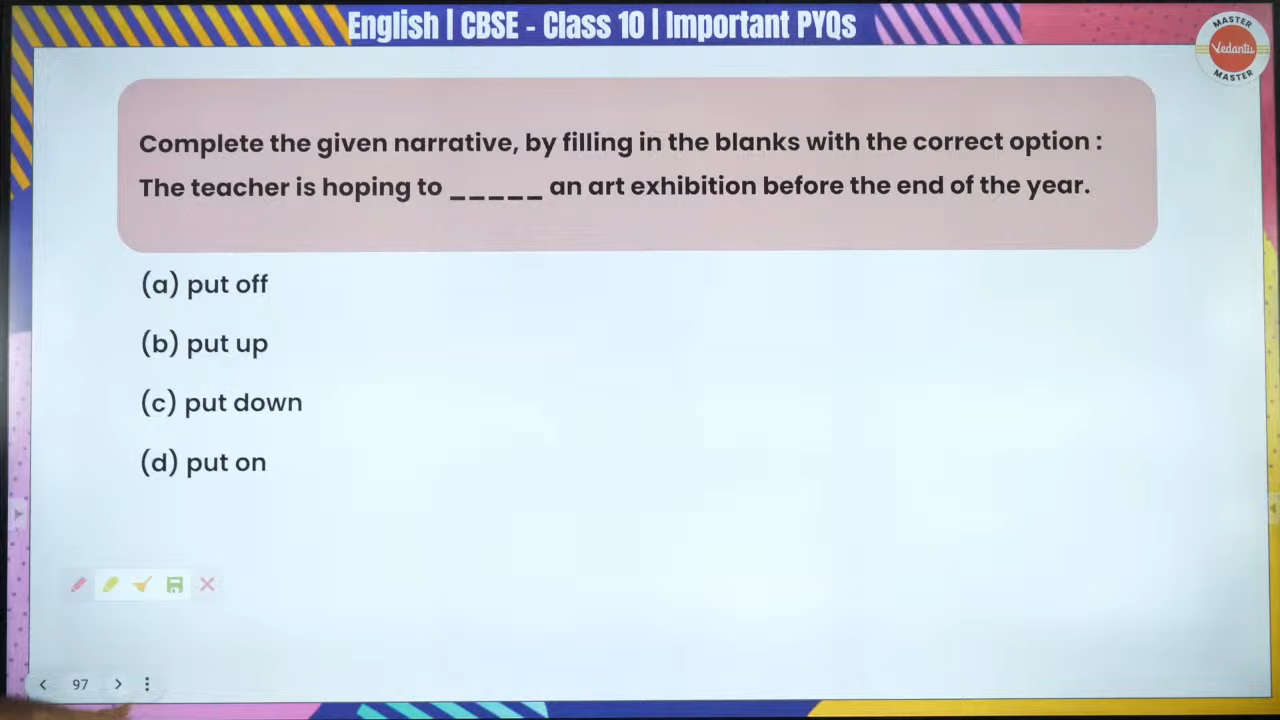 English | CBSE - Class 10 | Important PYQs
MASTER
Vedantu
MASTER
Complete the given narrative, by filling in the blanks with the correct option :
The teacher is hoping to _____ an art exhibition before the end of the year.
(a) put off
(b) put up
(c) put down
(d) put on
97